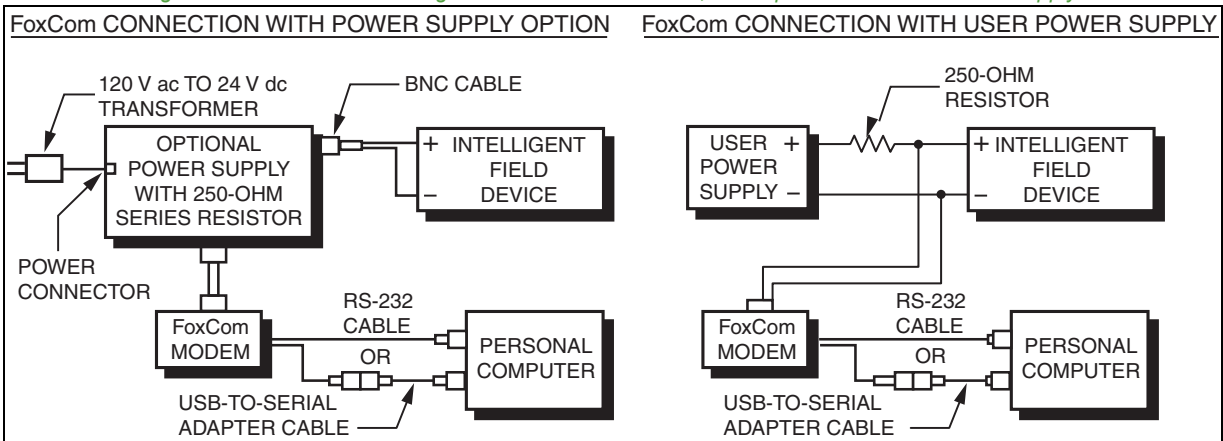 FoxCom CONNECTION WITH POWER SUPPLY OPTION
120 V ac TO 24 V dc
TRANSFORMER
BNC CABLE
OPTIONAL
POWER SUPPLY
WITH 250-OHM
SERIES RESISTOR
+ INTELLIGENT
FIELD
– DEVICE
POWER
CONNECTOR
FoxCom
MODEM
RS-232
CABLE
OR
PERSONAL
COMPUTER
USB-TO-SERIAL
ADAPTER CABLE
FoxCom CONNECTION WITH USER POWER SUPPLY
250-OHM
RESISTOR
USER +
POWER
SUPPLY –
+ INTELLIGENT
FIELD
– DEVICE
FoxCom
MODEM
RS-232
CABLE
OR
PERSONAL
COMPUTER
USB-TO-SERIAL
ADAPTER CABLE